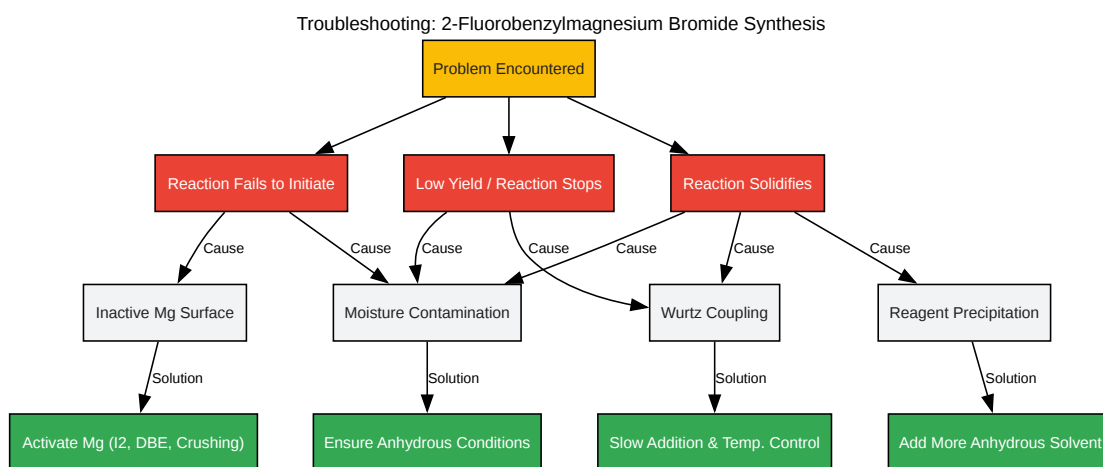 Troubleshooting: 2-Fluorobenzylmagnesium Bromide Synthesis
Problem Encountered
Reaction Fails to Initiate
Low Yield / Reaction Stops
Reaction Solidifies
Cause
Cause
Cause
Cause
Cause
Cause
Cause
Inactive Mg Surface
Moisture Contamination
Wurtz Coupling
Reagent Precipitation
Solution
Solution
Solution
Solution
Activate Mg (I2, DBE, Crushing)
Ensure Anhydrous Conditions
Slow Addition & Temp. Control
Add More Anhydrous Solvent